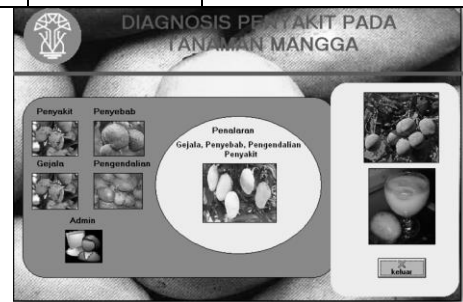 DIAGNOSIS PENYAKIT PADA
TANAMAN MANGGA
Penyakit
Penyebab
Gejala
Pengendalian
Admin
Penalaran
Gejala, Penyebab, Pengendalian
Penyakit
keluar